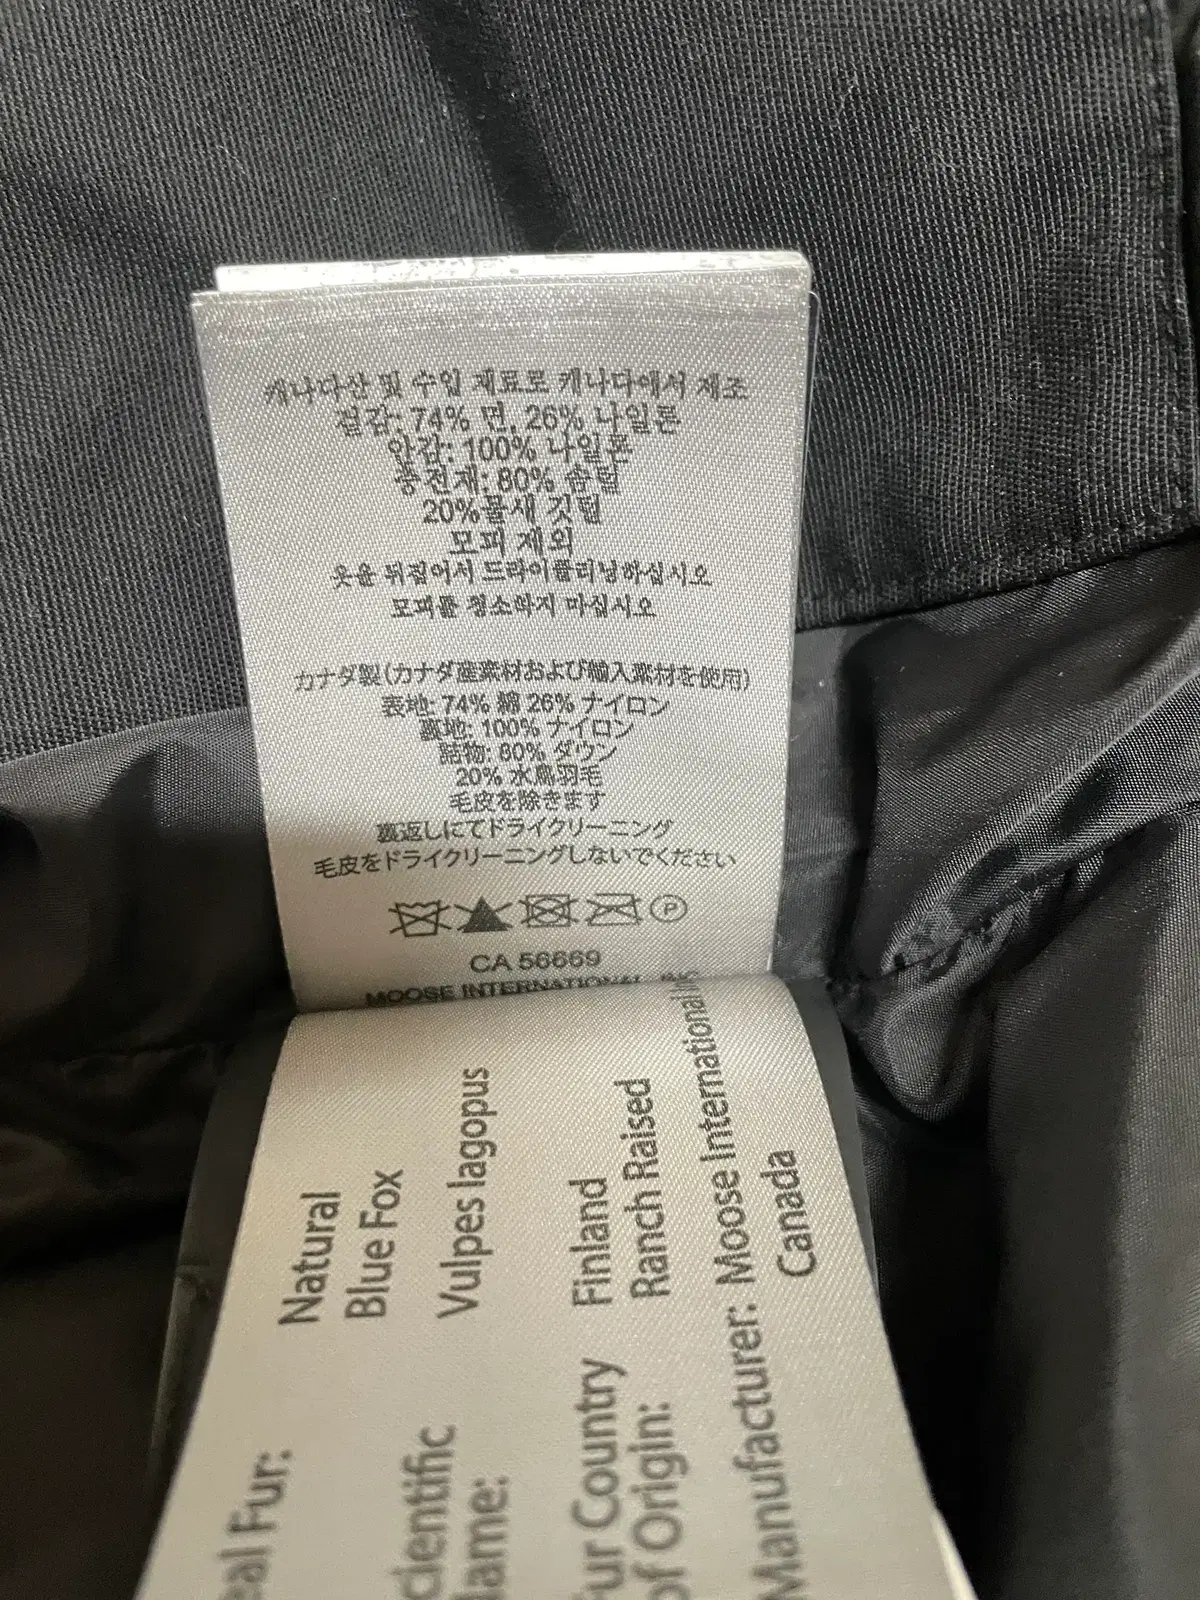 캐나다산 및 수입 재료로 캐나다에서 제조
겉감: 74% 면, 26% 나일론
안감: 100% 나일론
충전재: 80% 솜털
20%물새 깃털
모피 제외
옷을 뒤집어서 드라이클리닝하십시오
모피를 청소하지 마십시오
カナダ製(カナダ産素材および輸入素材を使用)
表地: 74% 綿 26% ナイロン
裏地: 100% ナイロン
詰物: 80% ダウン
20% 水鳥羽毛
毛皮を除きます
裏返しにてドライクリーニング
毛皮をドライクリーニングしないでください
P
CA 56669
MOOSE INTERNATIONAL INC.
eal Fur: Natural
Blue Fox
cientific Vulpes lagopus
lame:
Fur Country Finland
of Origin: Ranch Raised
Manufacturer: Moose International
Canada